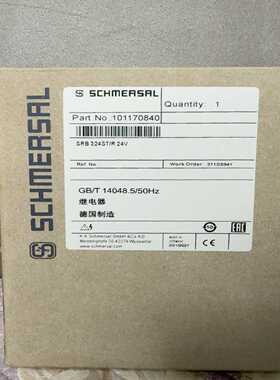 SCHMERSAL
SCHMERSAL
Quantity: 1
Part No.:101170840
SRB 324ST/R 24V
Ref No.
Work Order:
GB/T 14048.5/50Hz
继电器
德国制造
EAC